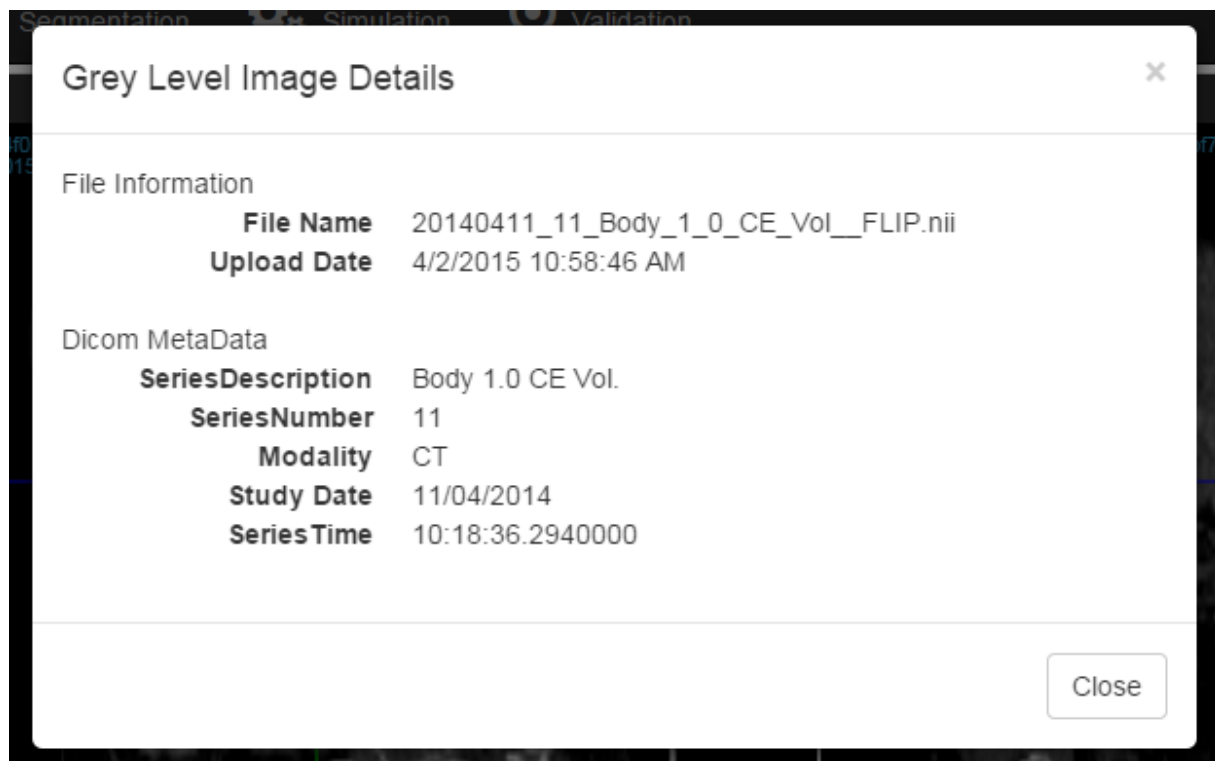 Segmentation Simulation Validation
Grey Level Image Details ×
File Information
File Name 20140411_11_Body_1_0_CE_Vol__FLIP.nii
Upload Date 4/2/2015 10:58:46 AM
Dicom MetaData
SeriesDescription Body 1.0 CE Vol.
SeriesNumber 11
Modality CT
Study Date 11/04/2014
SeriesTime 10:18:36.2940000
Close